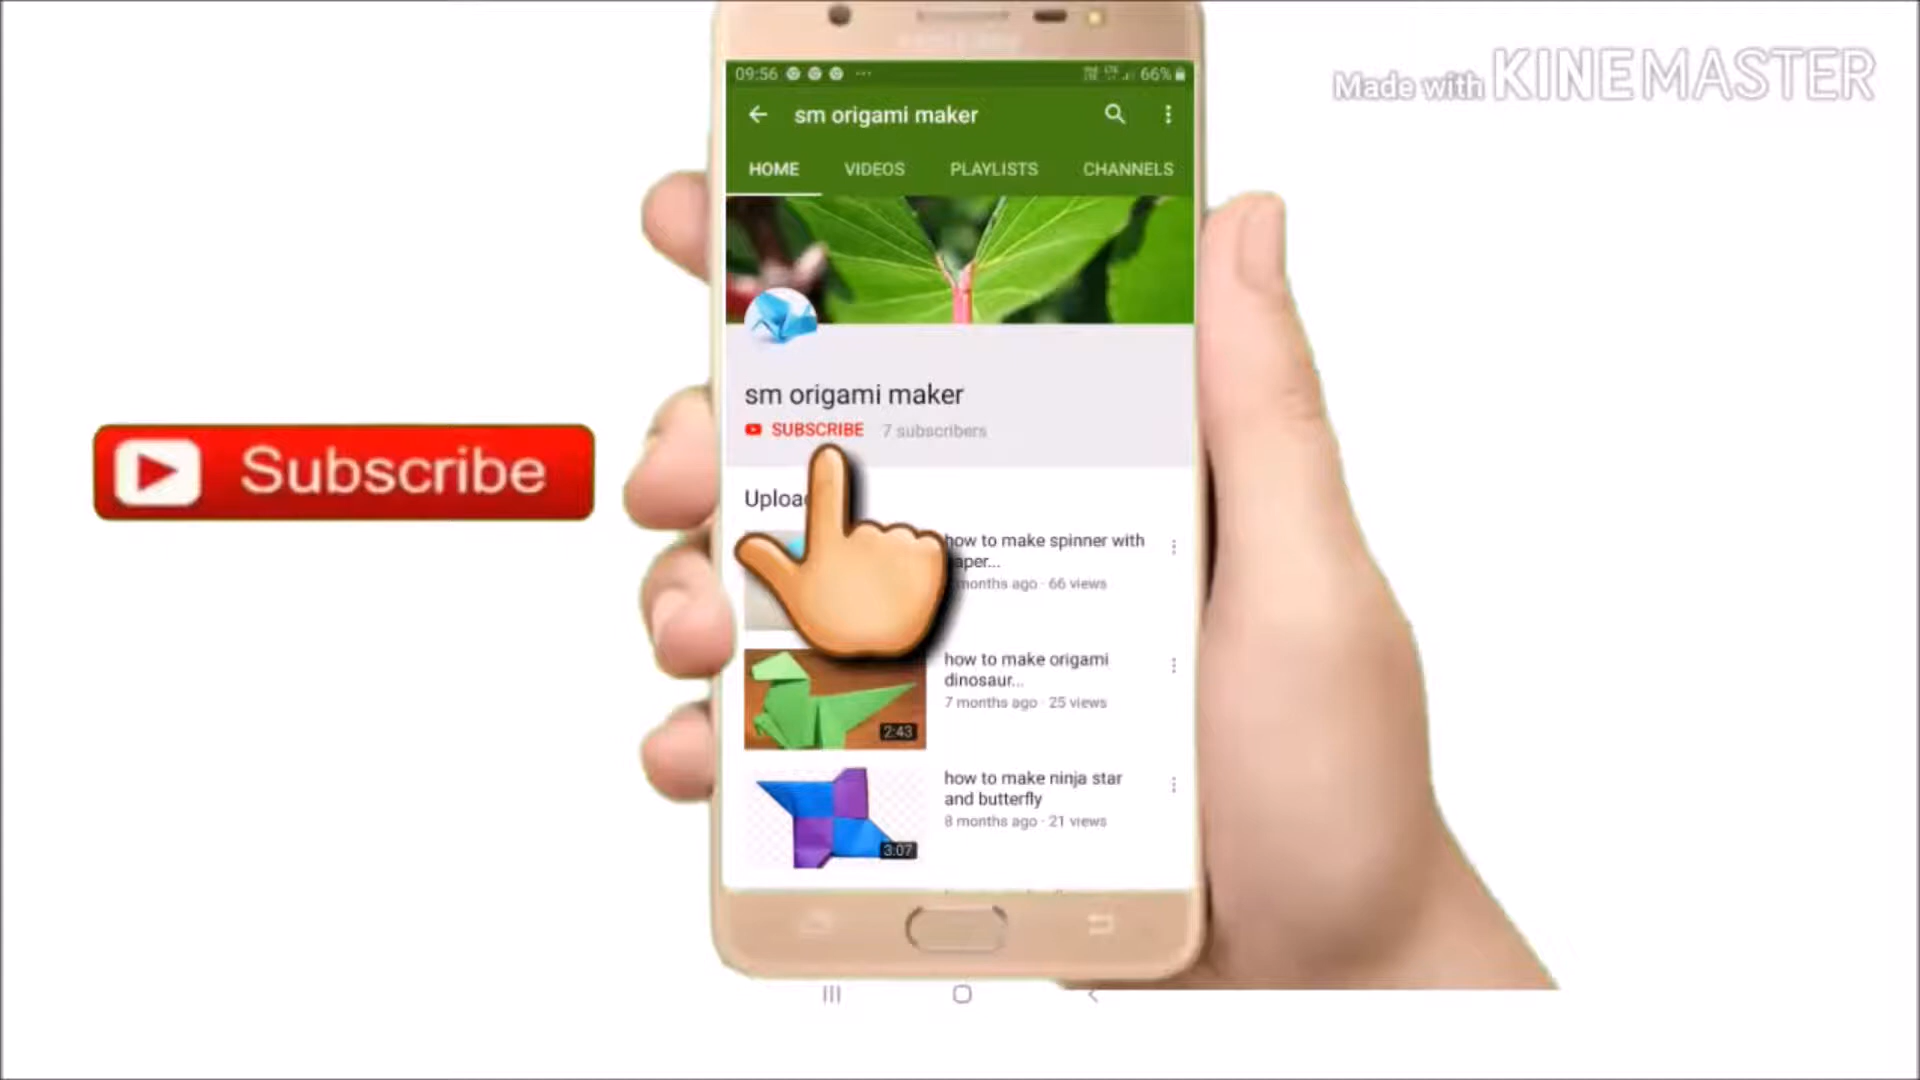 Made with KINEMASTER
09:56
66%
sm origami maker
HOME VIDEOS PLAYLISTS CHANNELS
sm origami maker
SUBSCRIBE 7 subscribers
Subscribe
how to make spinner with
months ago · 66 views
how to make origami
dinosaur...
7 months ago · 25 views
2:43
how to make ninja star
and butterfly
8 months ago · 21 views
3:07